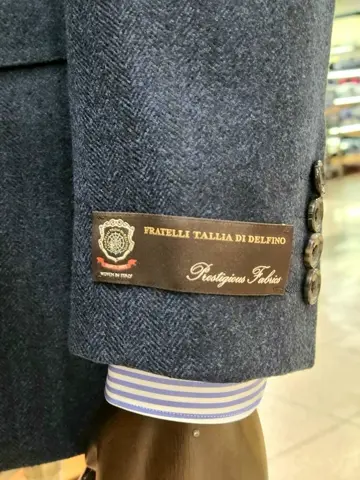 FRATELLI TALLIA DI DELFINO
Prestigious Fabrics
WOVEN IN ITALY